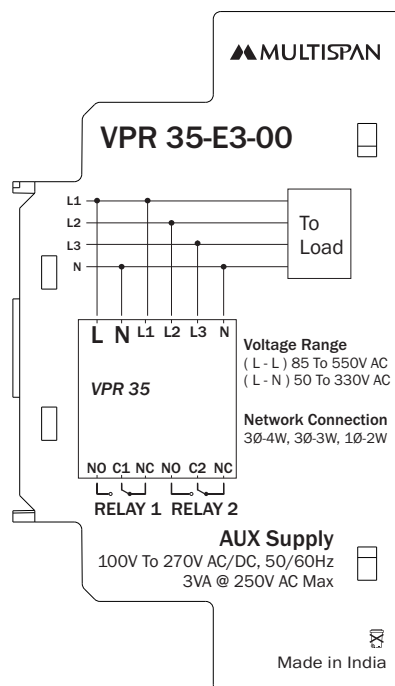 MULTISPAN
VPR 35-E3-00
L1
L2
L3
N
To
Load
L N L1 L2 L3 N
VPR 35
Voltage Range
( L - L ) 85 To 550V AC
( L - N ) 50 To 330V AC
Network Connection
3Ø-4W, 3Ø-3W, 1Ø-2W
NO C1 NC NO C2 NC
RELAY 1 RELAY 2
AUX Supply
100V To 270V AC/DC, 50/60Hz
3VA @ 250V AC Max
Made in India